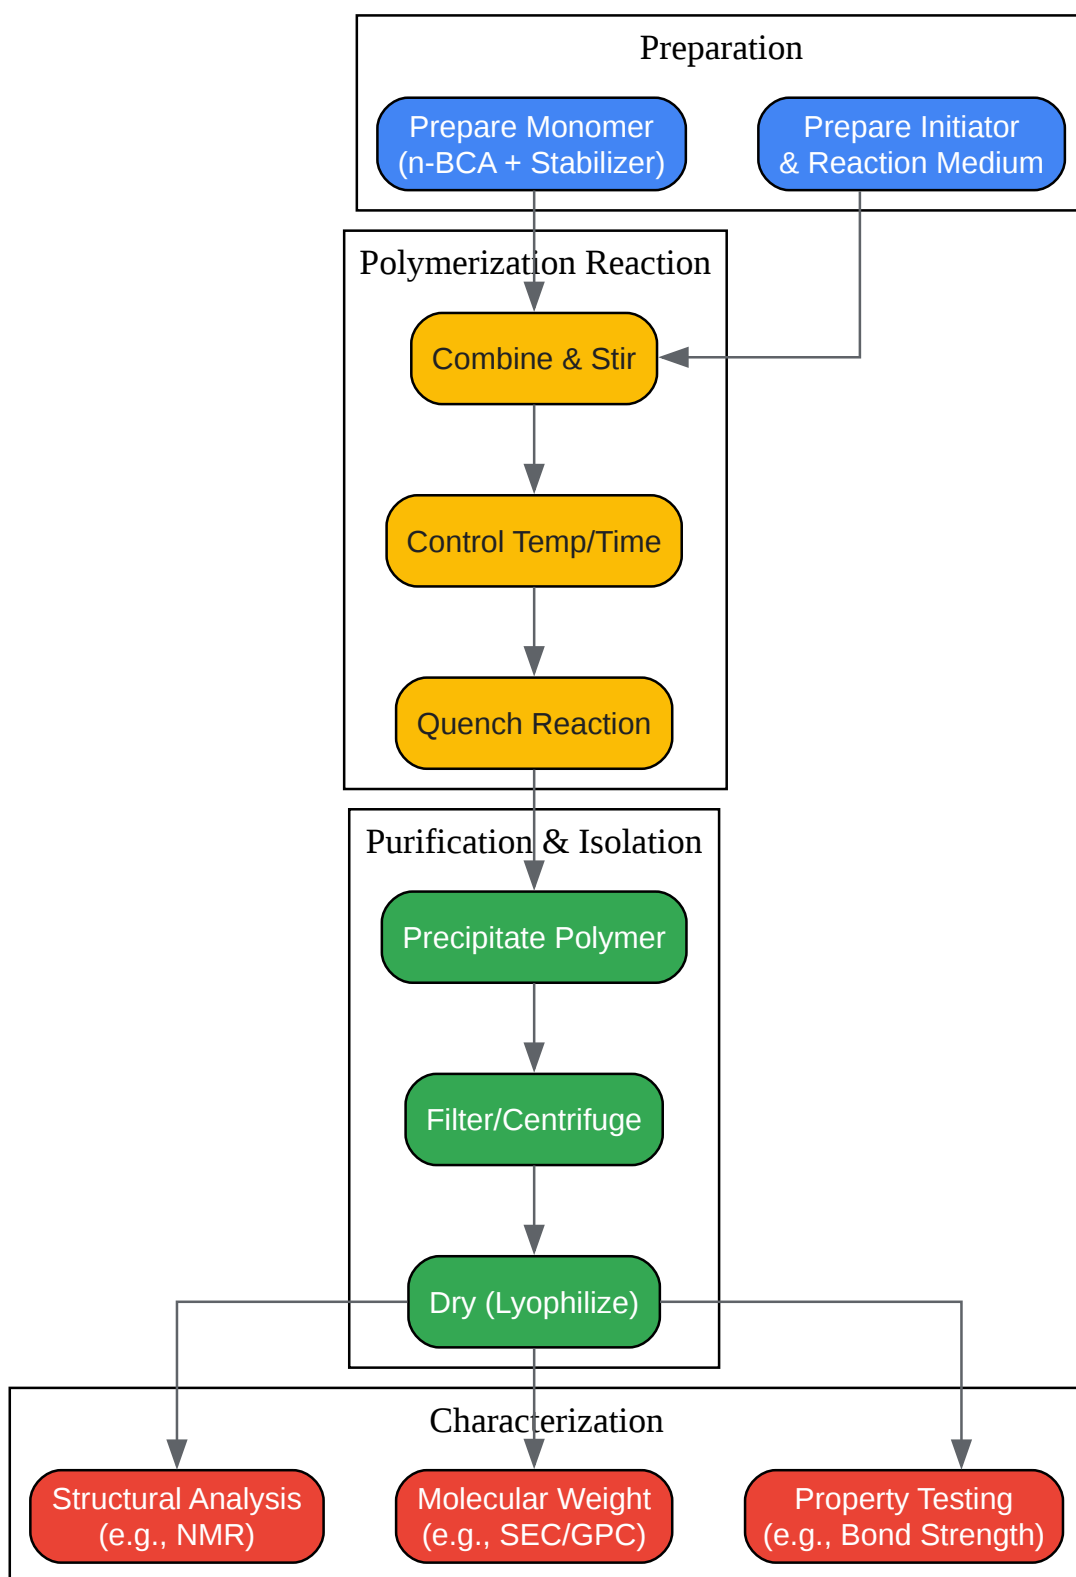 Preparation
Prepare Monomer
(n-BCA + Stabilizer)
Prepare Initiator
& Reaction Medium
Polymerization Reaction
Combine & Stir
Control Temp/Time
Quench Reaction
Purification & Isolation
Precipitate Polymer
Filter/Centrifuge
Dry (Lyophilize)
Characterization
Structural Analysis
(e.g., NMR)
Molecular Weight
(e.g., SEC/GPC)
Property Testing
(e.g., Bond Strength)